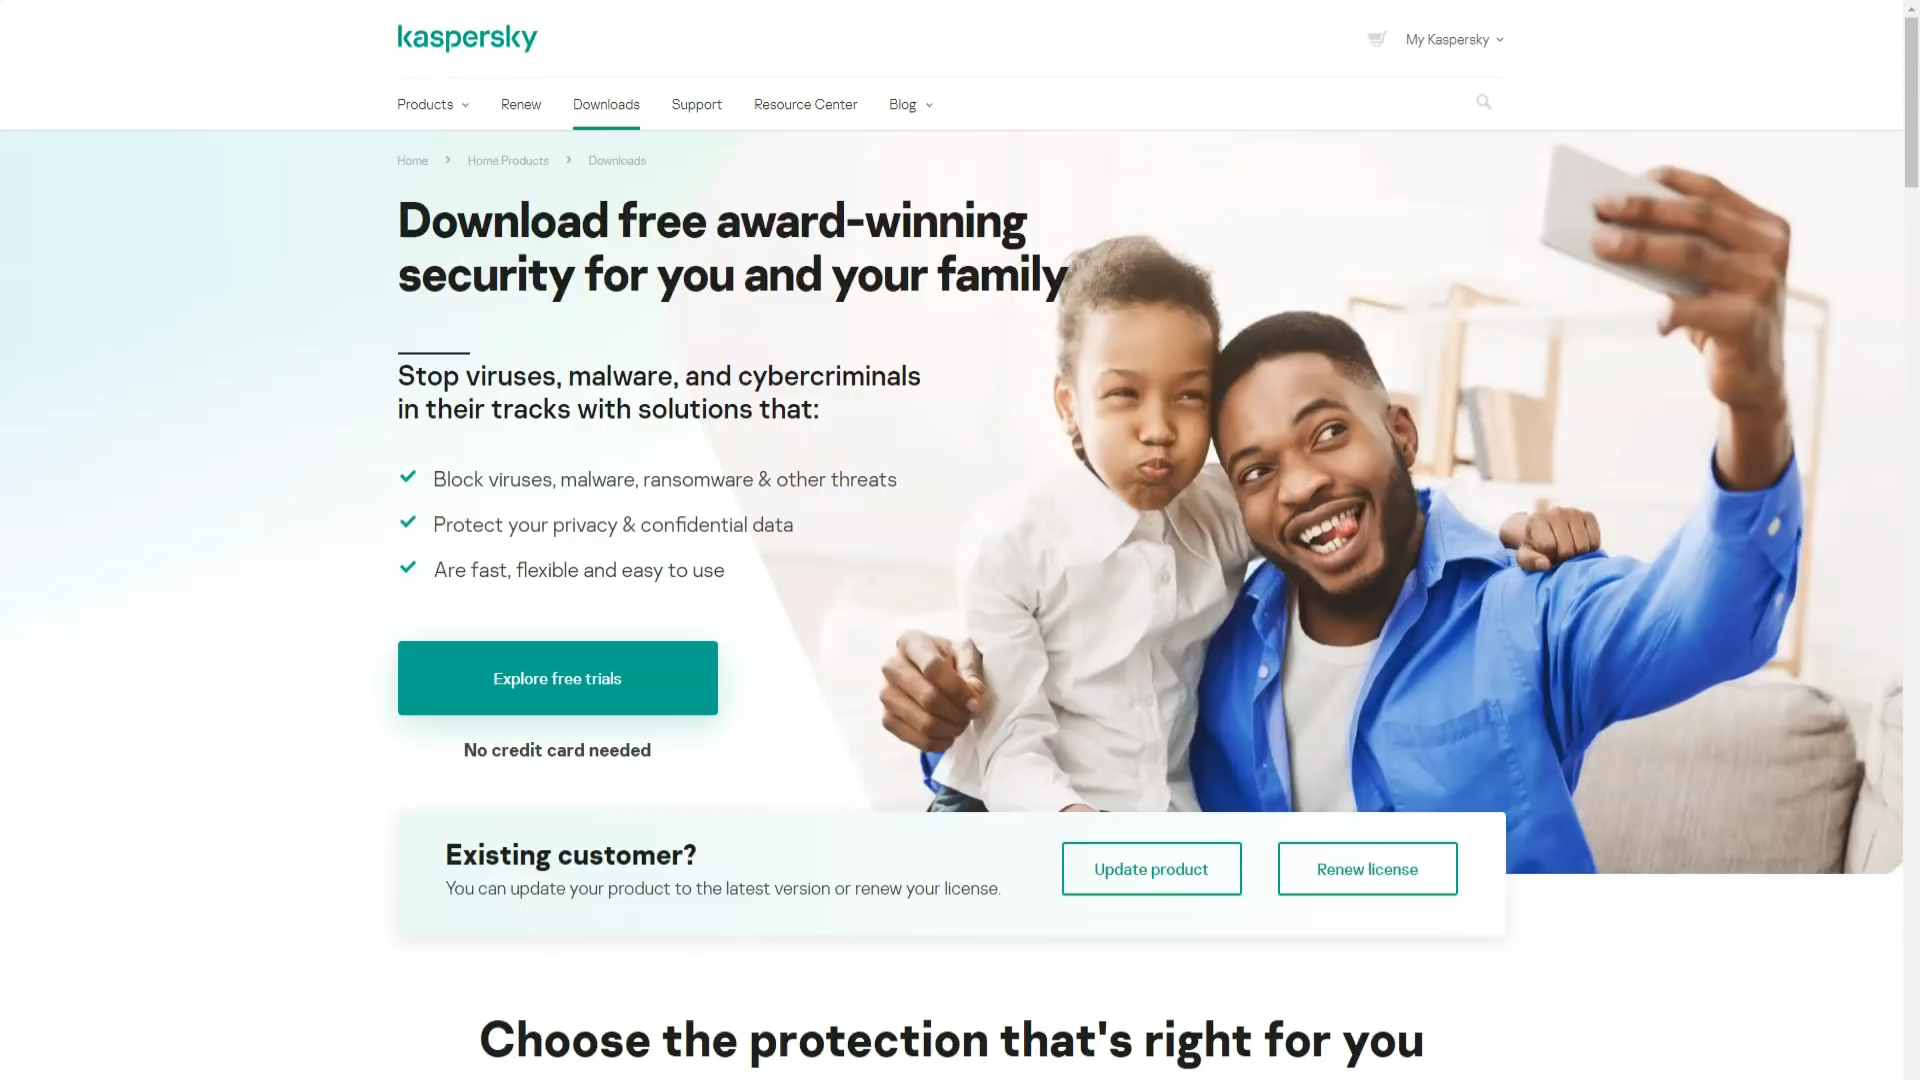 kaspersky
My Kaspersky
Products
Renew
Downloads
Support
Resource Center
Blog
Home
Home Products
Downloads
Download free award-winning
security for you and your family
Stop viruses, malware, and cybercriminals
in their tracks with solutions that:
Block viruses, malware, ransomware & other threats
Protect your privacy & confidential data
Are fast, flexible and easy to use
Explore free trials
No credit card needed
Existing customer?
You can update your product to the latest version or renew your license.
Update product
Renew license
Choose the protection that's right for you